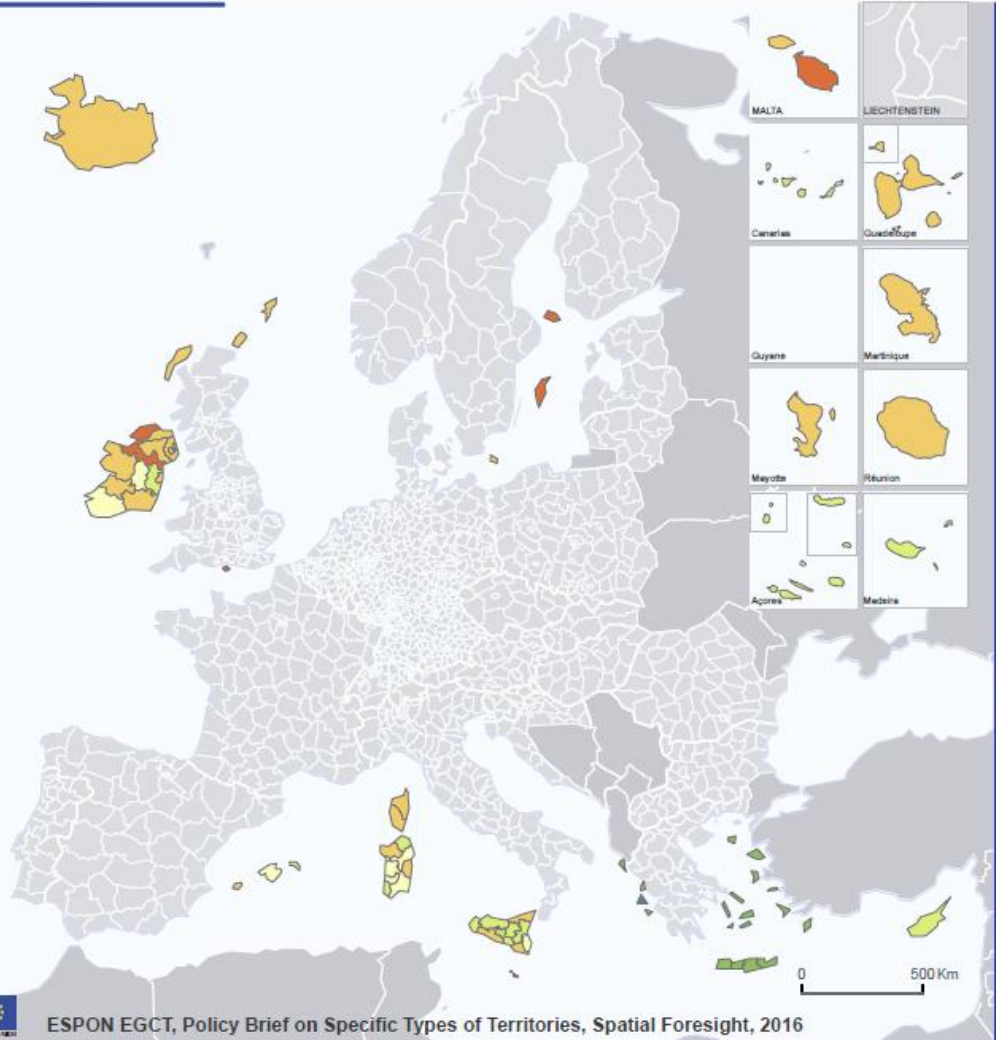 MALTA
LIECHTENSTEIN
Canarias
Guadeloupe
Guyane
Martinique
Mayotte
Réunion
Açores
Madeira
0 500 Km
ESPON EGCT, Policy Brief on Specific Types of Territories, Spatial Foresight, 2016